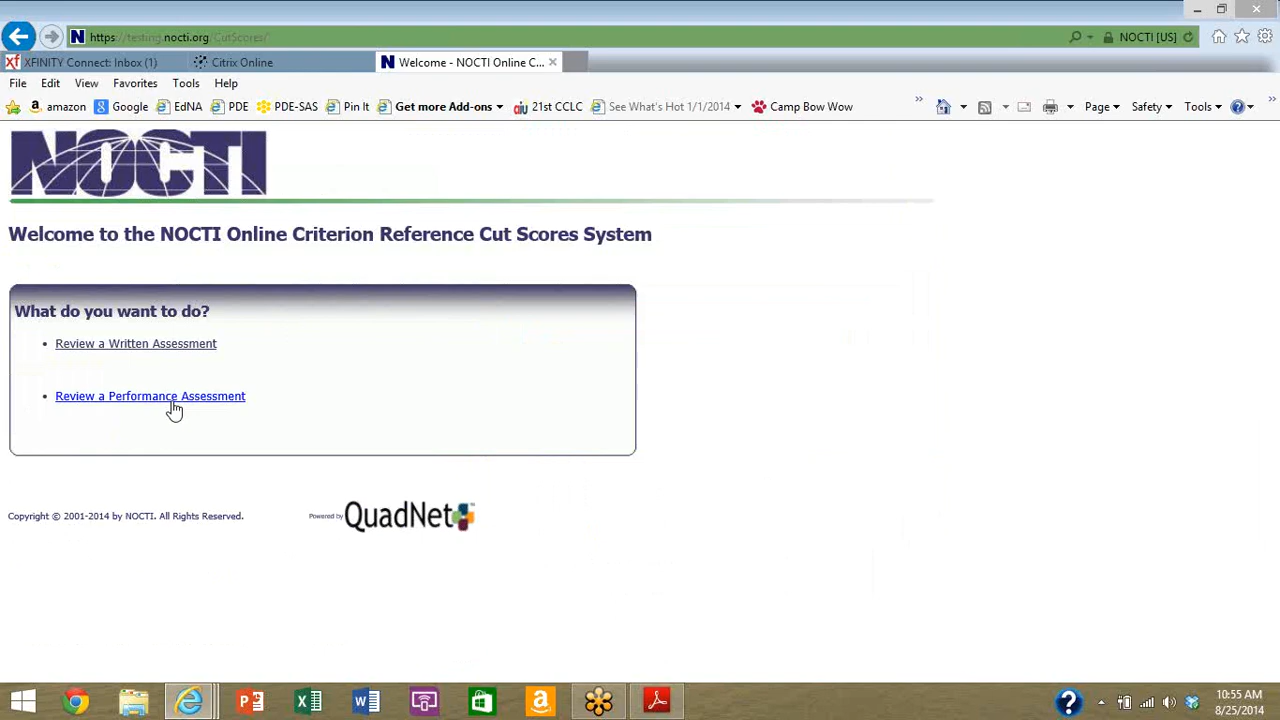 https://testing.nocti.org/CutScores/
NOCTI [US]
XFINITY Connect: Inbox (1)
Citrix Online
Welcome - NOCTI Online C...
File Edit View Favorites Tools Help
amazon Google EdNA PDE PDE-SAS Pin It Get more Add-ons 21st CCLC See What's Hot 1/1/2014 Camp Bow Wow » Page Safety Tools »
NOCTI
Welcome to the NOCTI Online Criterion Reference Cut Scores System
What do you want to do?
• Review a Written Assessment
• Review a Performance Assessment
Copyright © 2001-2014 by NOCTI. All Rights Reserved.
Powered by QuadNet
10:55 AM
8/25/2014